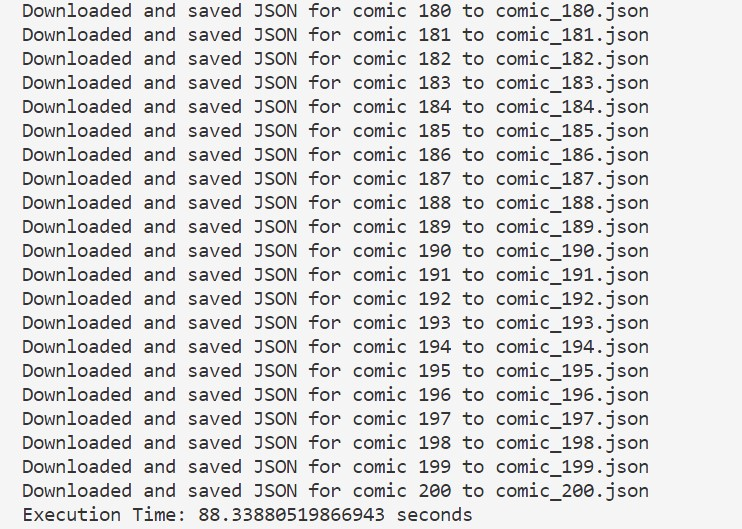 Downloaded and saved JSON for comic 180 to comic_180.json
Downloaded and saved JSON for comic 181 to comic_181.json
Downloaded and saved JSON for comic 182 to comic_182.json
Downloaded and saved JSON for comic 183 to comic_183.json
Downloaded and saved JSON for comic 184 to comic_184.json
Downloaded and saved JSON for comic 185 to comic_185.json
Downloaded and saved JSON for comic 186 to comic_186.json
Downloaded and saved JSON for comic 187 to comic_187.json
Downloaded and saved JSON for comic 188 to comic_188.json
Downloaded and saved JSON for comic 189 to comic_189.json
Downloaded and saved JSON for comic 190 to comic_190.json
Downloaded and saved JSON for comic 191 to comic_191.json
Downloaded and saved JSON for comic 192 to comic_192.json
Downloaded and saved JSON for comic 193 to comic_193.json
Downloaded and saved JSON for comic 194 to comic_194.json
Downloaded and saved JSON for comic 195 to comic_195.json
Downloaded and saved JSON for comic 196 to comic_196.json
Downloaded and saved JSON for comic 197 to comic_197.json
Downloaded and saved JSON for comic 198 to comic_198.json
Downloaded and saved JSON for comic 199 to comic_199.json
Downloaded and saved JSON for comic 200 to comic_200.json
Execution Time: 88.33880519866943 seconds